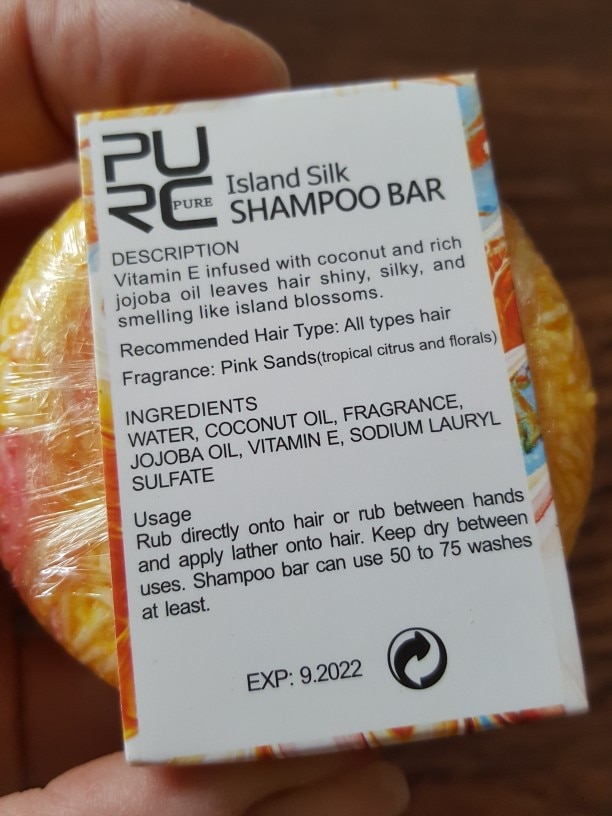 PU
RC PURE
Island Silk
SHAMPOO BAR
DESCRIPTION
Vitamin E infused with coconut and rich
jojoba oil leaves hair shiny, silky, and
smelling like island blossoms.
Recommended Hair Type: All types hair
Fragrance: Pink Sands(tropical citrus and florals)
INGREDIENTS
WATER, COCONUT OIL, FRAGRANCE,
JOJOBA OIL, VITAMIN E, SODIUM LAURYL
SULFATE
Usage
Rub directly onto hair or rub between hands
and apply lather onto hair. Keep dry between
uses. Shampoo bar can use 50 to 75 washes
at least.
EXP: 9.2022